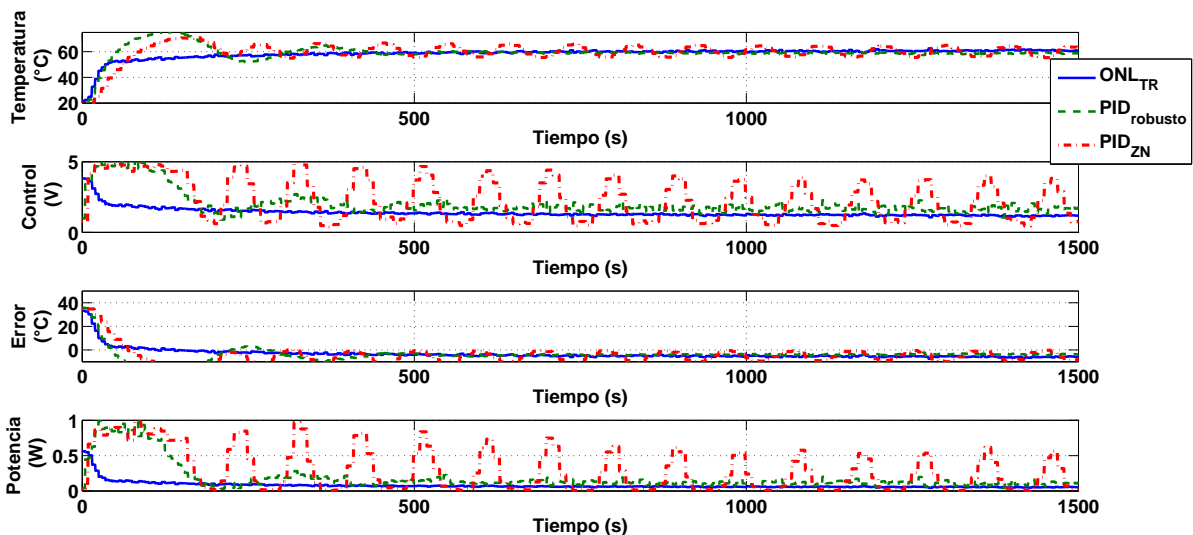 Temperatura
(°C)
60
40
20
0
500
1000
Tiempo (s)
ONL_TR
PID_robusto
PID_ZN
Control
(V)
5
0
0
500
1000
1500
Tiempo (s)
Error
(°C)
40
20
0
0
500
1000
1500
Tiempo (s)
Potencia
(W)
1
0.5
0
0
500
1000
1500
Tiempo (s)